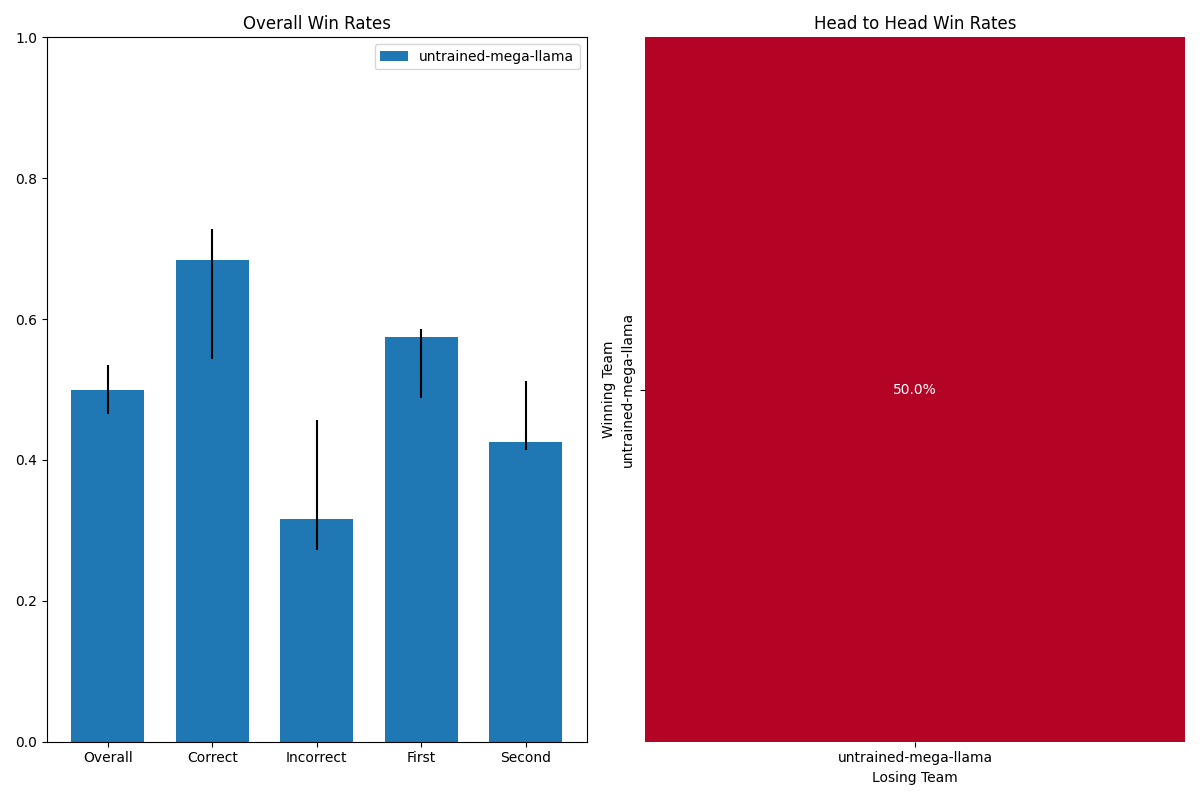 Overall Win Rates
1.0
0.8
0.6
0.4
0.2
0.0
untrained-mega-llama
Overall
Correct
Incorrect
First
Second
Head to Head Win Rates
Winning Team
untrained-mega-llama
50.0%
untrained-mega-llama
Losing Team